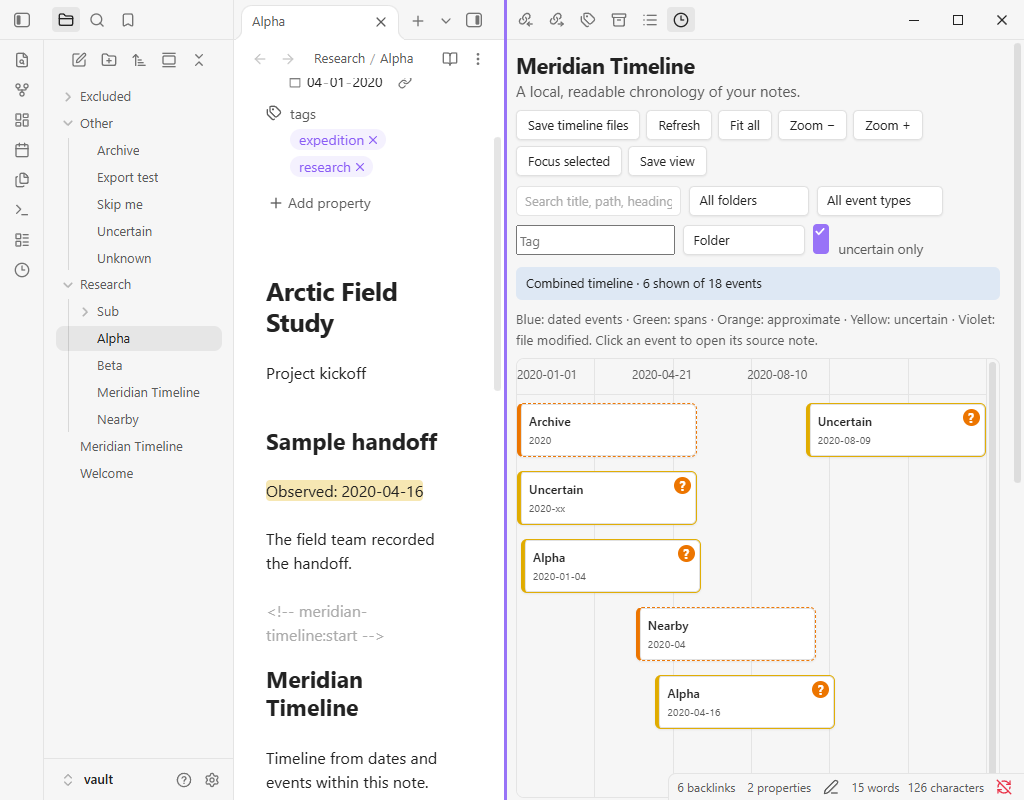 Excluded
Other
Archive
Export test
Skip me
Uncertain
Unknown
Research
Sub
Alpha
Beta
Meridian Timeline
Nearby
Meridian Timeline
Welcome
vault
Alpha
Research / Alpha
04-01-2020
tags
expedition
research
Add property
Arctic Field
Study
Project kickoff
Sample handoff
Observed: 2020-04-16
The field team recorded
the handoff.
<!-- meridian-
timeline:start -->
Meridian
Timeline
Timeline from dates and
events within this note.
Meridian Timeline
A local, readable chronology of your notes.
Save timeline files Refresh Fit all Zoom − Zoom +
Focus selected Save view
Search title, path, heading All folders All event types
Tag Folder uncertain only
Combined timeline · 6 shown of 18 events
Blue: dated events · Green: spans · Orange: approximate · Yellow: uncertain · Violet:
file modified. Click an event to open its source note.
2020-01-01 2020-04-21 2020-08-10
Archive
2020
Uncertain ?
2020-08-09
Uncertain ?
2020-xx
Alpha ?
2020-01-04
Nearby
2020-04
Alpha ?
2020-04-16
6 backlinks 2 properties 15 words 126 characters